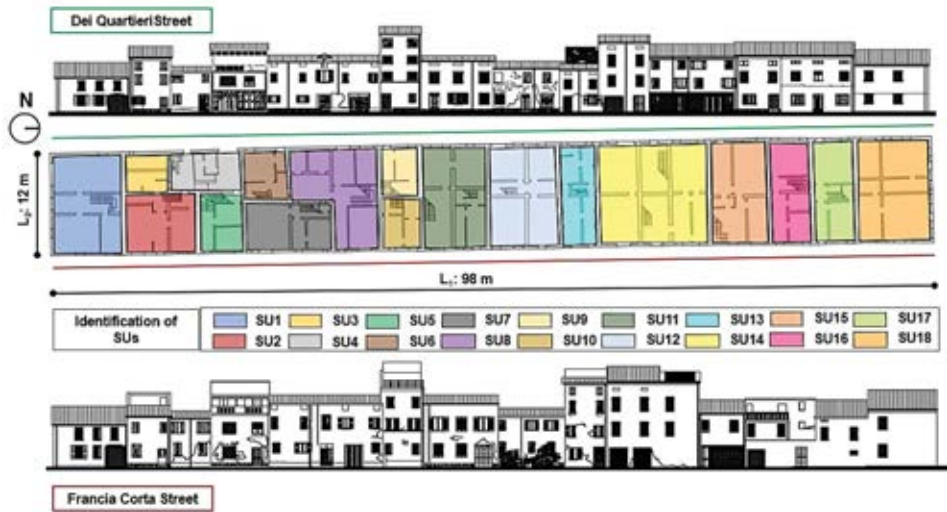 Dei Quartieri Street
N
L₂: 12 m
L₁: 98 m
Identification of SUs
SU1 SU3 SU5 SU7 SU9 SU11 SU13 SU15 SU17
SU2 SU4 SU6 SU8 SU10 SU12 SU14 SU16 SU18
Francia Corta Street